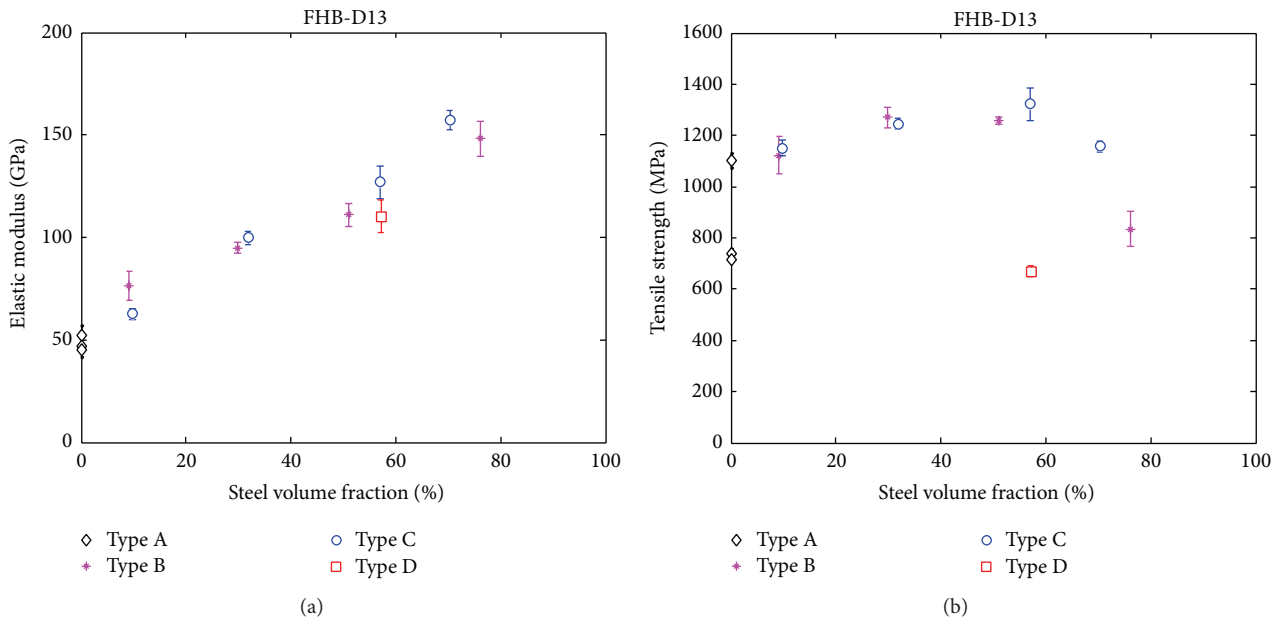 FHB-D13
200
150
100
50
0
Elastic modulus (GPa)
0 20 40 60 80 100
Steel volume fraction (%)
Type A Type C
Type B Type D
(a)
FHB-D13
1600
1400
1200
1000
800
600
400
200
0
Tensile strength (MPa)
0 20 40 60 80 100
Steel volume fraction (%)
Type A Type C
Type B Type D
(b)